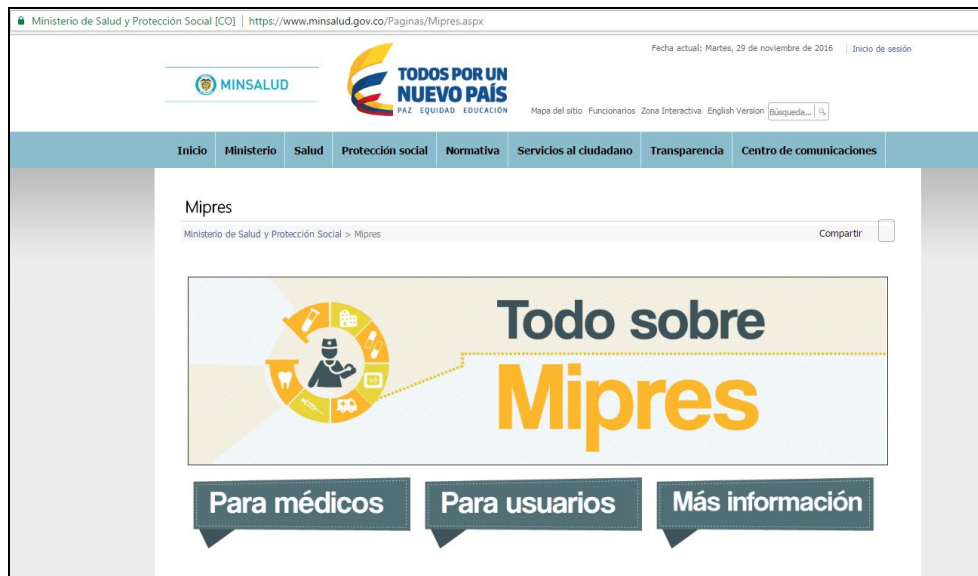 Ministerio de Salud y Protección Social [CO] | https://www.minsalud.gov.co/Paginas/Mipres.aspx
Fecha actual: Martes, 29 de noviembre de 2016 | Inicio de sesión
MINSALUD
TODOS POR UN
NUEVO PAÍS
PAZ EQUIDAD EDUCACIÓN
Mapa del sitio Funcionarios Zona Interactiva English Version Búsqueda...
Inicio Ministerio Salud Protección social Normativa Servicios al ciudadano Transparencia Centro de comunicaciones
Mipres
Ministerio de Salud y Protección Social > Mipres Compartir
Todo sobre
Mipres
Para médicos Para usuarios Más información